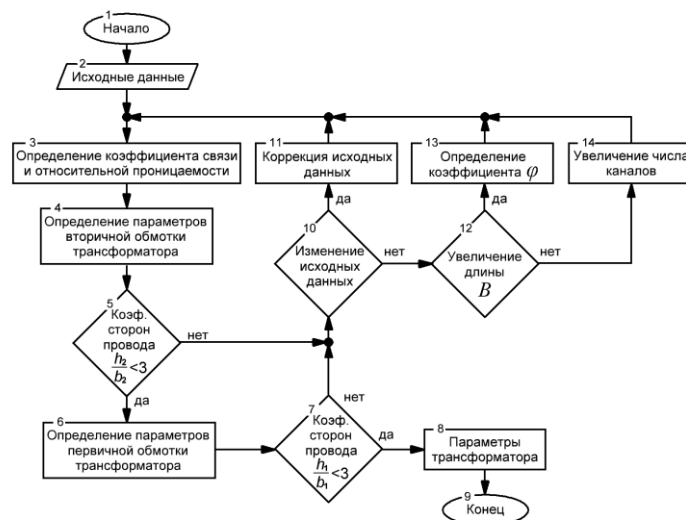 1
Начало
2
Исходные данные
3
Определение коэффициента связи
и относительной проницаемости
11
Коррекция исходных
данных
13
Определение
коэффициента φ
14
Увеличение числа
каналов
4
Определение параметров
вторичной обмотки
трансформатора
да
да
10
Изменение
исходных
данных
нет
12
Увеличение
длины
B
нет
5
Коэф.
сторон
провода
h₂/b₂<3
нет
да
6
Определение параметров
первичной обмотки
трансформатора
нет
7
Коэф.
сторон
провода
h₁/b₁<3
да
8
Параметры
трансформатора
9
Конец